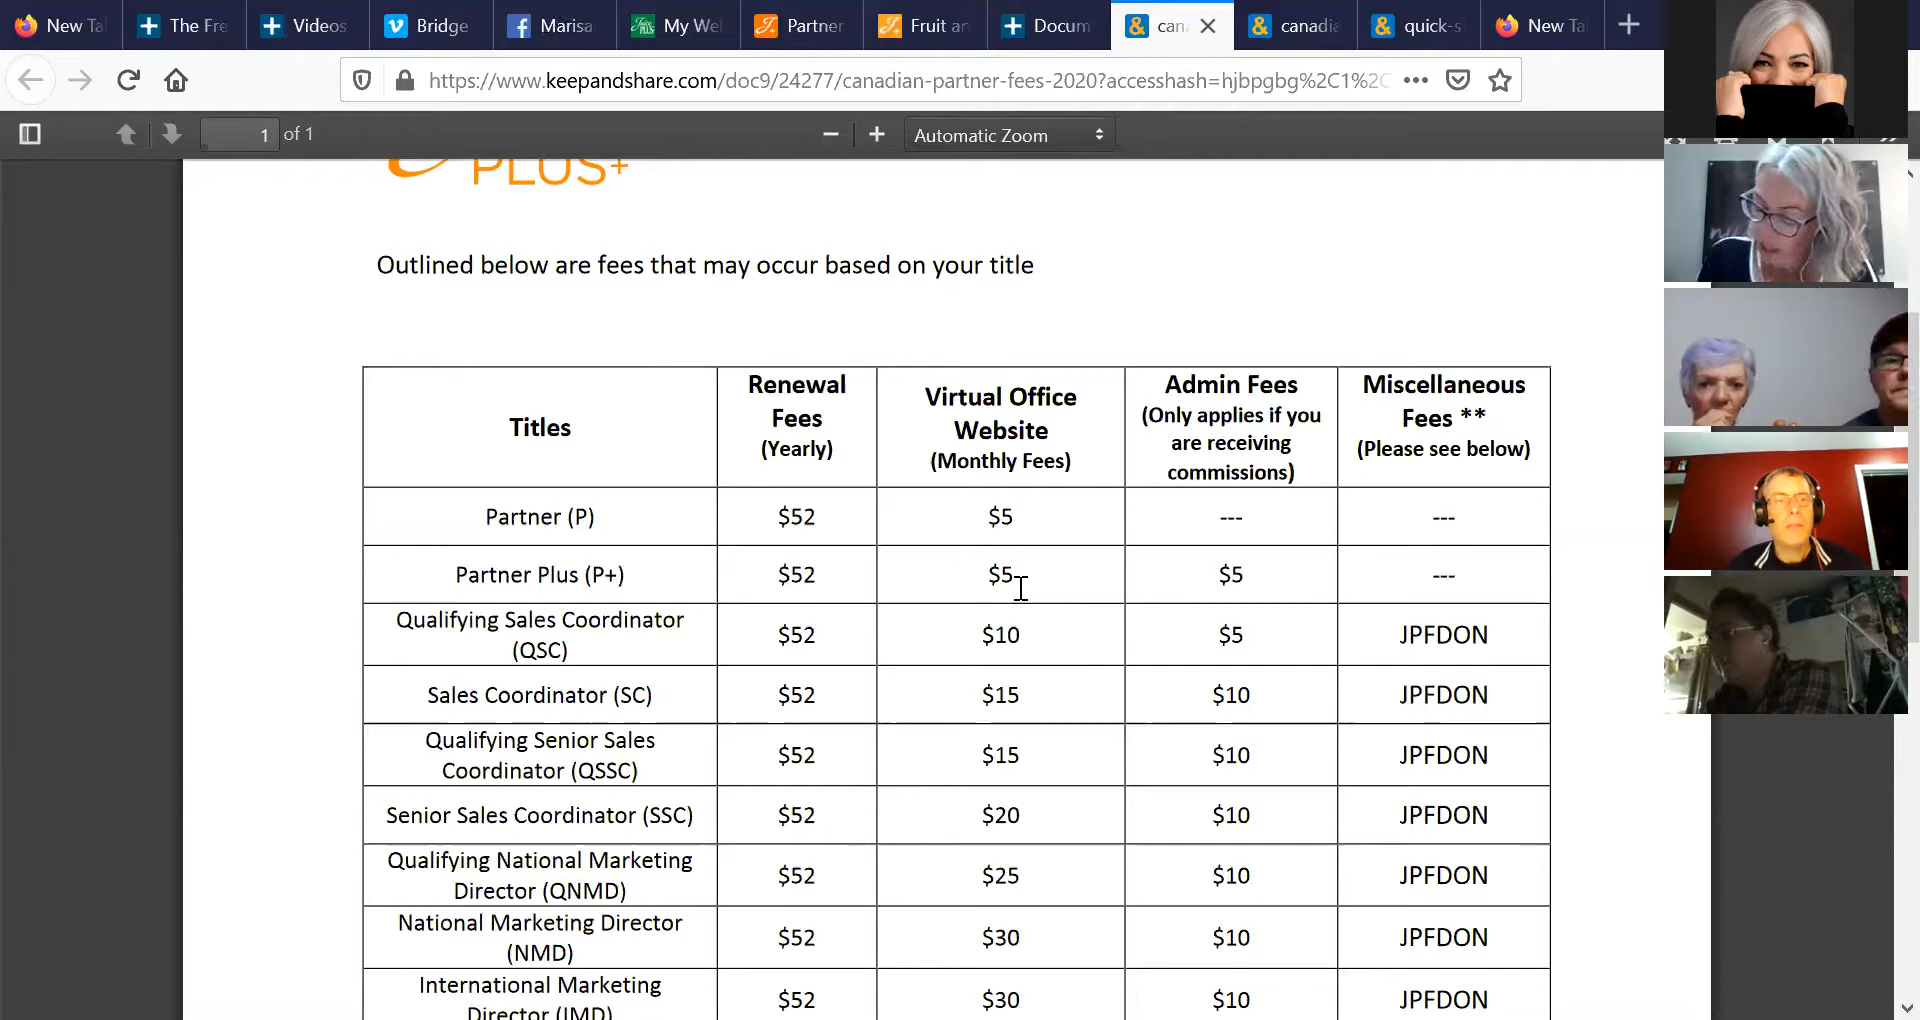 New Ta
The Fre
Videos
Bridge
Marisa
My We
Partner
Fruit an
Docum
can
canadia
quick-s
New Ta
https://www.keepandshare.com/doc9/24277/canadian-partner-fees-2020?accesshash=hjbpgbg%2C1%2C
1 of 1
Automatic Zoom
PLUS+
Outlined below are fees that may occur based on your title
Titles
Renewal
Fees
(Yearly)
Virtual Office
Website
(Monthly Fees)
Admin Fees
(Only applies if you
are receiving
commissions)
Miscellaneous
Fees **
(Please see below)
Partner (P) $52 $5 --- ---
Partner Plus (P+) $52 $5 $5 ---
Qualifying Sales Coordinator
(QSC) $52 $10 $5 JPFDON
Sales Coordinator (SC) $52 $15 $10 JPFDON
Qualifying Senior Sales
Coordinator (QSSC) $52 $15 $10 JPFDON
Senior Sales Coordinator (SSC) $52 $20 $10 JPFDON
Qualifying National Marketing
Director (QNMD) $52 $25 $10 JPFDON
National Marketing Director
(NMD) $52 $30 $10 JPFDON
International Marketing
Director (IMD) $52 $30 $10 JPFDON